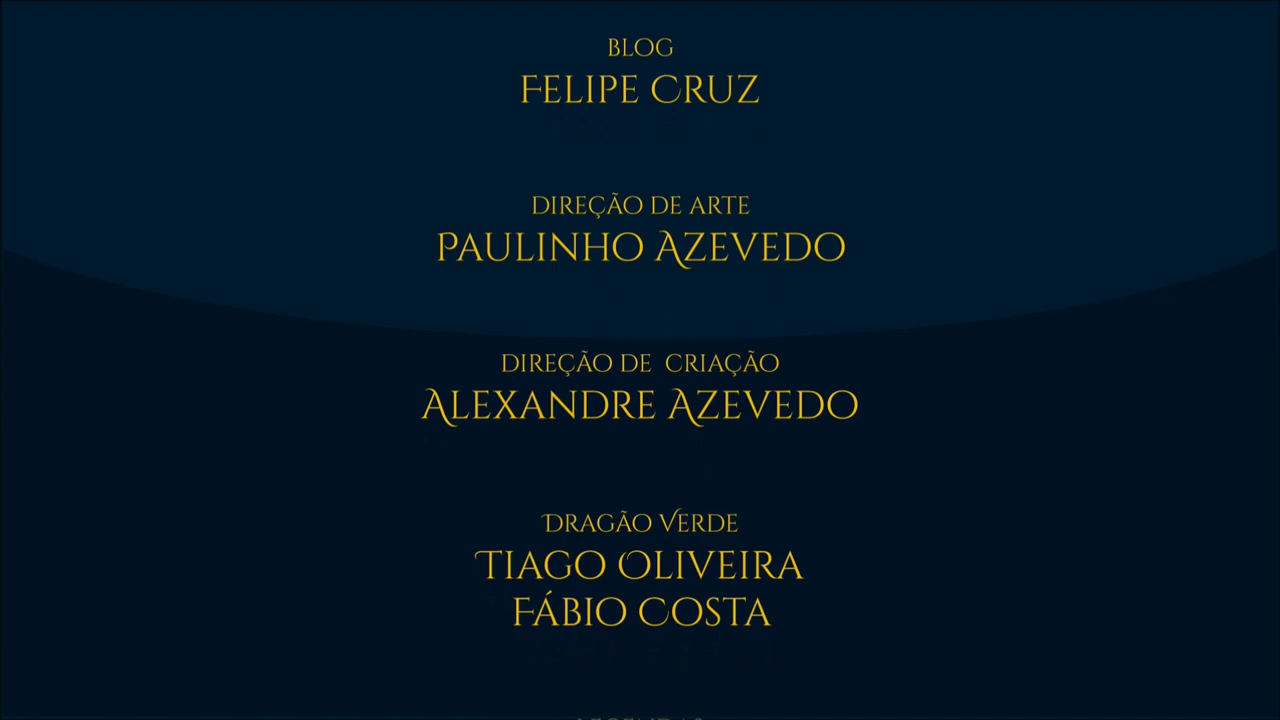 BLOG
FELIPE CRUZ
DIREÇÃO DE ARTE
PAULINHO AZEVEDO
DIREÇÃO DE CRIAÇÃO
ALEXANDRE AZEVEDO
DRAGÃO VERDE
TIAGO OLIVEIRA
FÁBIO COSTA